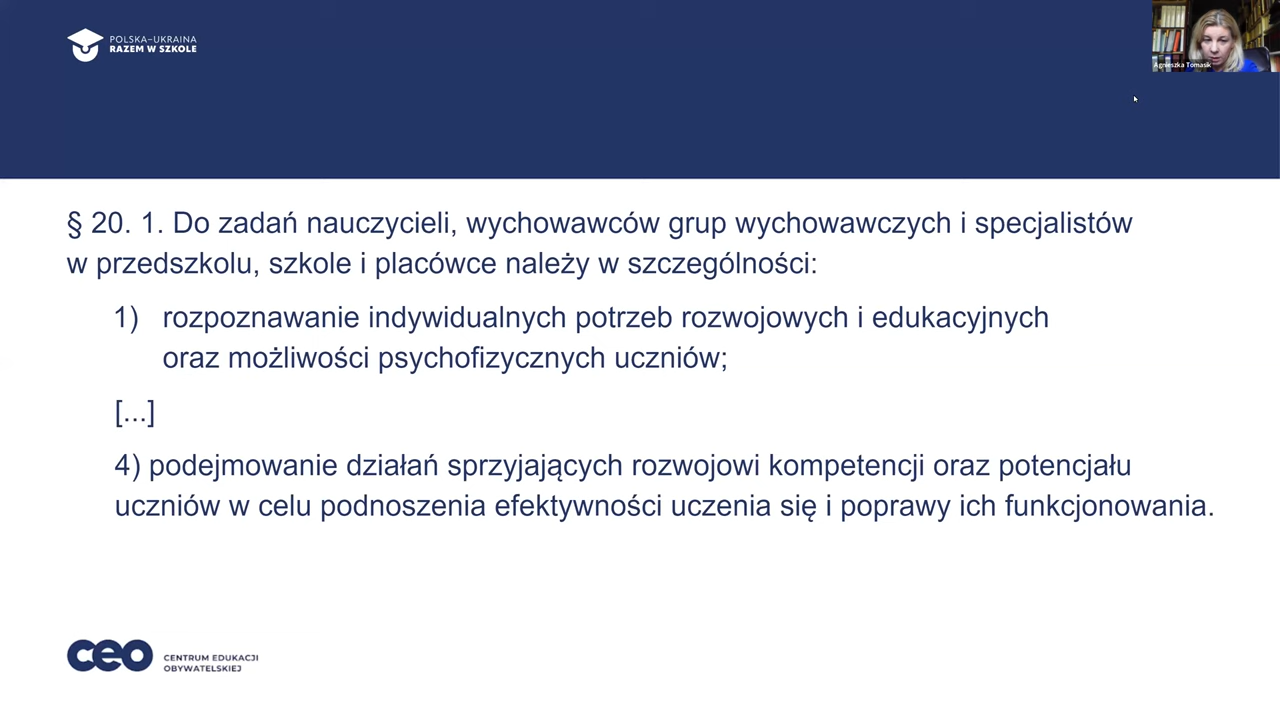 POLSKA–UKRAINA
RAZEM W SZKOLE
Agnieszka Tomasik
§ 20. 1. Do zadań nauczycieli, wychowawców grup wychowawczych i specjalistów
w przedszkolu, szkole i placówce należy w szczególności:
1) rozpoznawanie indywidualnych potrzeb rozwojowych i edukacyjnych
oraz możliwości psychofizycznych uczniów;
[...]
4) podejmowanie działań sprzyjających rozwojowi kompetencji oraz potencjału
uczniów w celu podnoszenia efektywności uczenia się i poprawy ich funkcjonowania.
ceo
CENTRUM EDUKACJI
OBYWATELSKIEJ